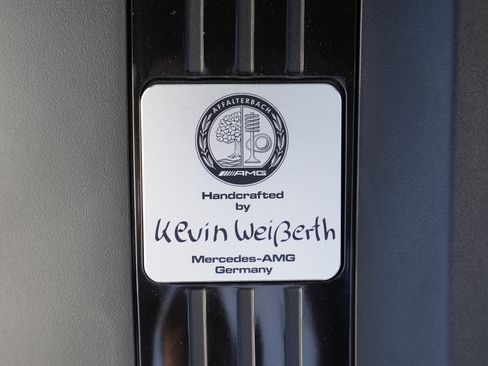 AFFALTERBACH
AMG
Handcrafted
by
Kevin Weißerth
Mercedes-AMG
Germany